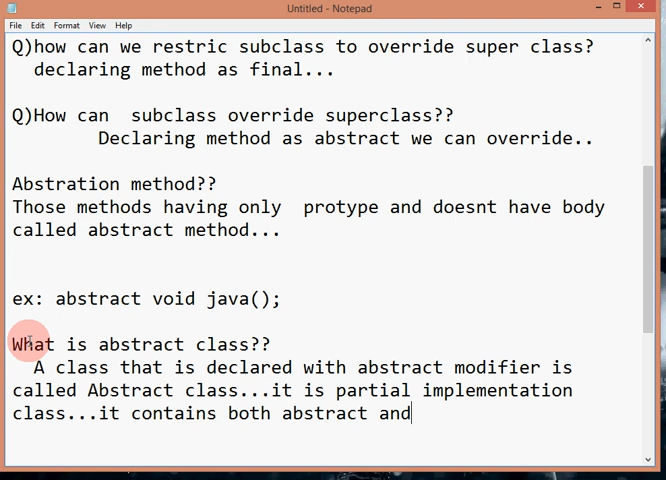 Untitled - Notepad
File Edit Format View Help
Q)how can we restric subclass to override super class?
declaring method as final...
Q)How can subclass override superclass??
Declaring method as abstract we can override..
Abstration method??
Those methods having only protype and doesnt have body
called abstract method...
ex: abstract void java();
What is abstract class??
A class that is declared with abstract modifier is
called Abstract class...it is partial implementation
class...it contains both abstract and